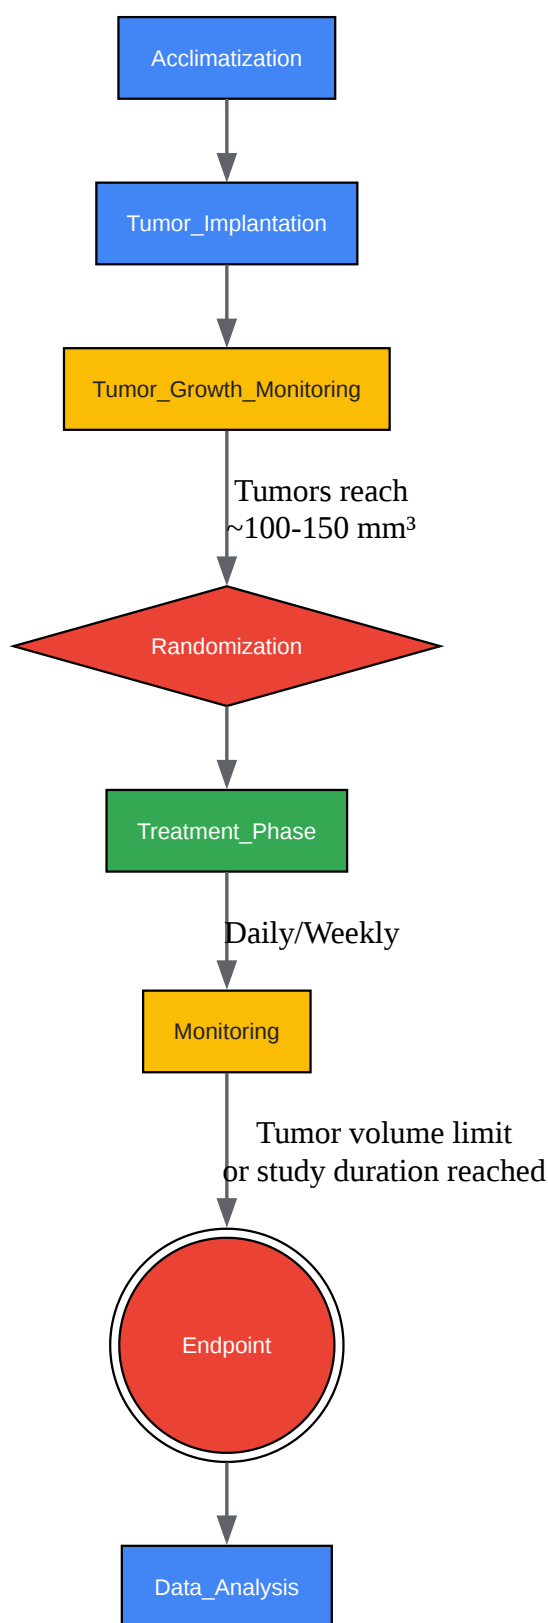 Acclimatization
Tumor_Implantation
Tumor_Growth_Monitoring
Tumors reach
~100-150 mm³
Randomization
Treatment_Phase
Daily/Weekly
Monitoring
Tumor volume limit
or study duration reached
Endpoint
Data_Analysis